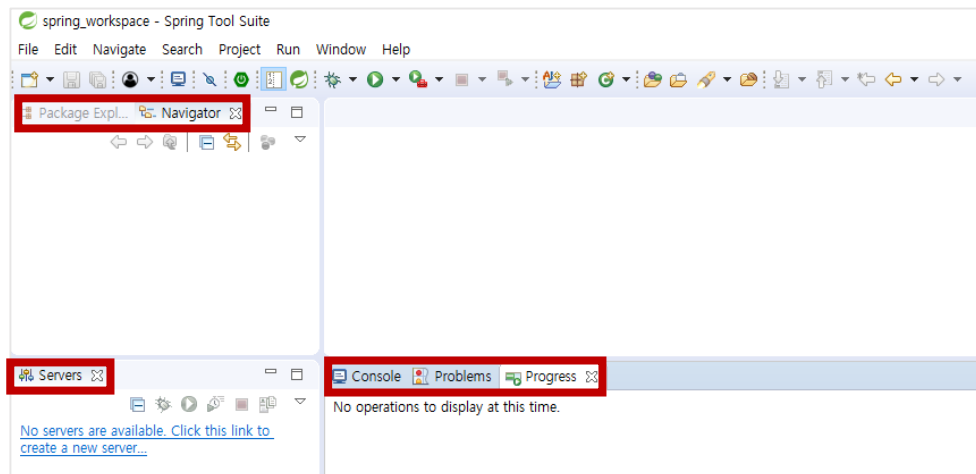 spring_workspace - Spring Tool Suite
File Edit Navigate Search Project Run Window Help
Package Expl... Navigator
Servers
No servers are available. Click this link to
create a new server...
Console Problems Progress
No operations to display at this time.